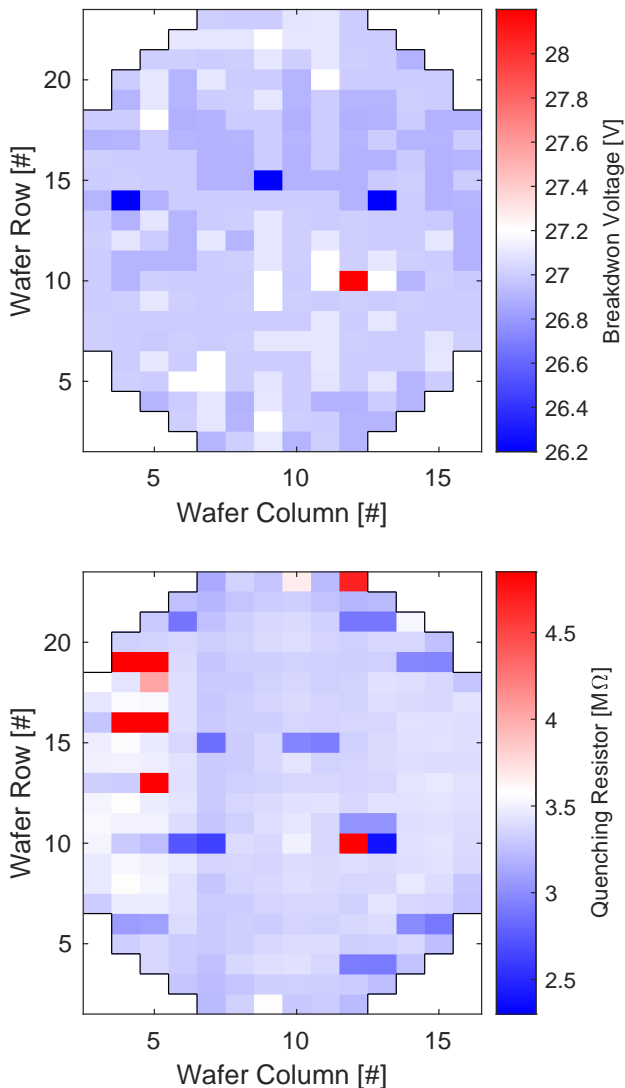 28
27.8
27.6
27.4
27.2
27
26.8
26.6
26.4
26.2
Breakdwon Voltage [V]
20
15
10
5
Wafer Row [#]
5 10 15
Wafer Column [#]
4.5
4
3.5
3
2.5
Quenching Resistor [MΩ]
20
15
10
5
Wafer Row [#]
5 10 15
Wafer Column [#]